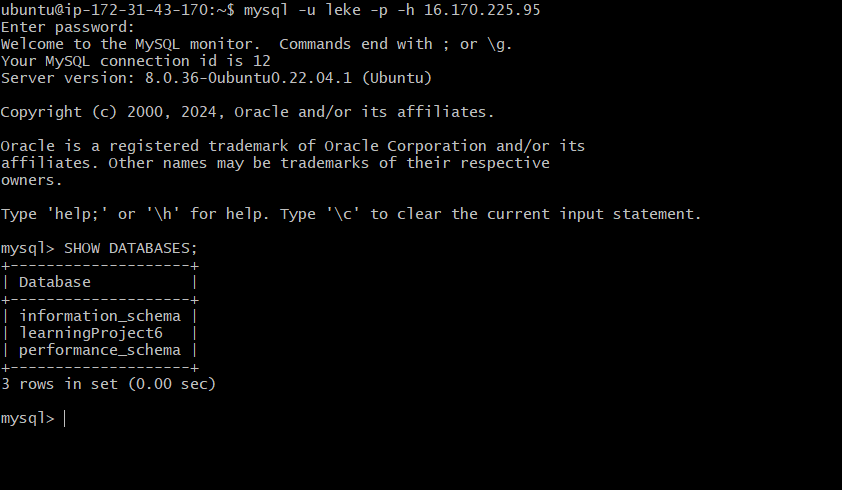 ubuntu@ip-172-31-43-170:~$ mysql -u leke -p -h 16.170.225.95
Enter password:
Welcome to the MySQL monitor.  Commands end with ; or \g.
Your MySQL connection id is 12
Server version: 8.0.36-0ubuntu0.22.04.1 (Ubuntu)

Copyright (c) 2000, 2024, Oracle and/or its affiliates.

Oracle is a registered trademark of Oracle Corporation and/or its
affiliates. Other names may be trademarks of their respective
owners.

Type 'help;' or '\h' for help. Type '\c' to clear the current input statement.

mysql> SHOW DATABASES;
+--------------------+
| Database           |
+--------------------+
| information_schema |
| learningProject6   |
| performance_schema |
+--------------------+
3 rows in set (0.00 sec)

mysql>